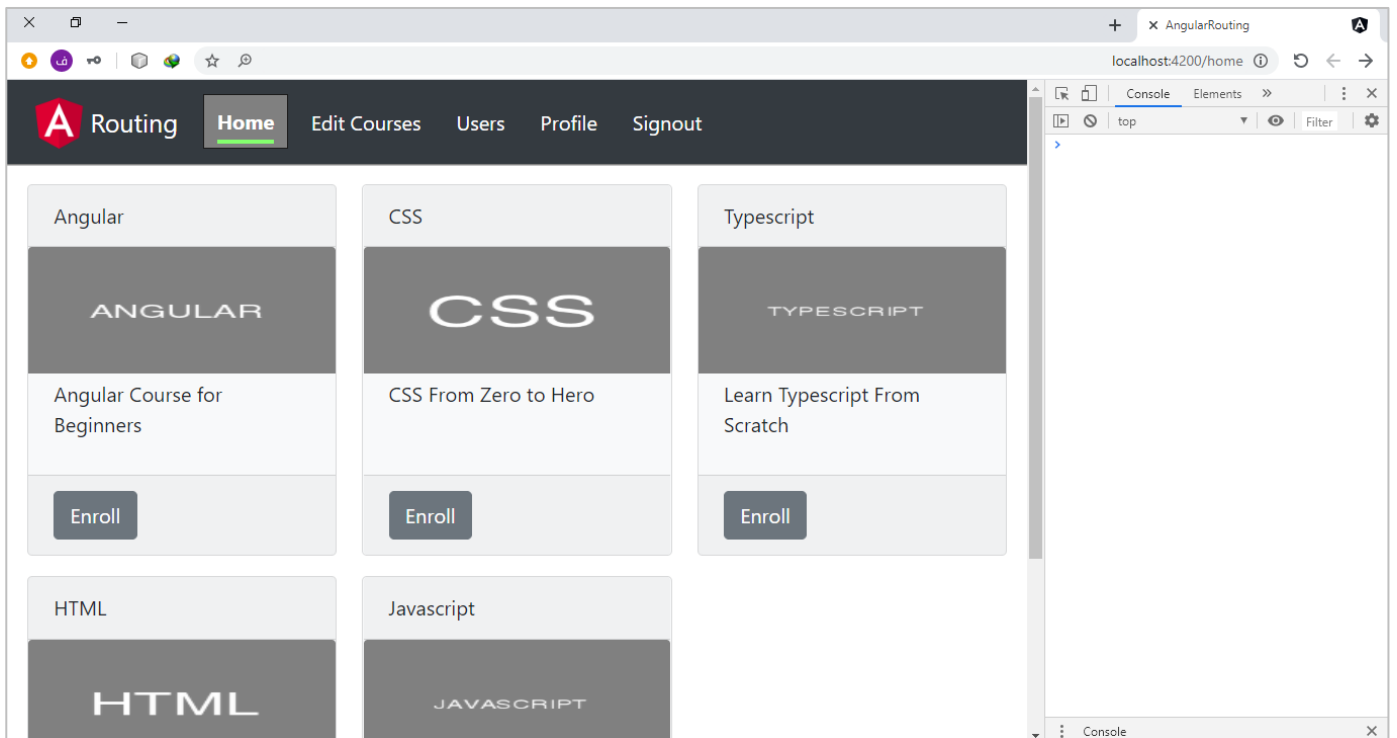 AngularRouting
ف
localhost:4200/home
Routing Home Edit Courses Users Profile Signout
Console Elements »
top Filter
Angular
ANGULAR
Angular Course for
Beginners
Enroll
CSS
CSS
CSS From Zero to Hero
Enroll
Typescript
TYPESCRIPT
Learn Typescript From
Scratch
Enroll
HTML
HTML
Javascript
JAVASCRIPT
Console